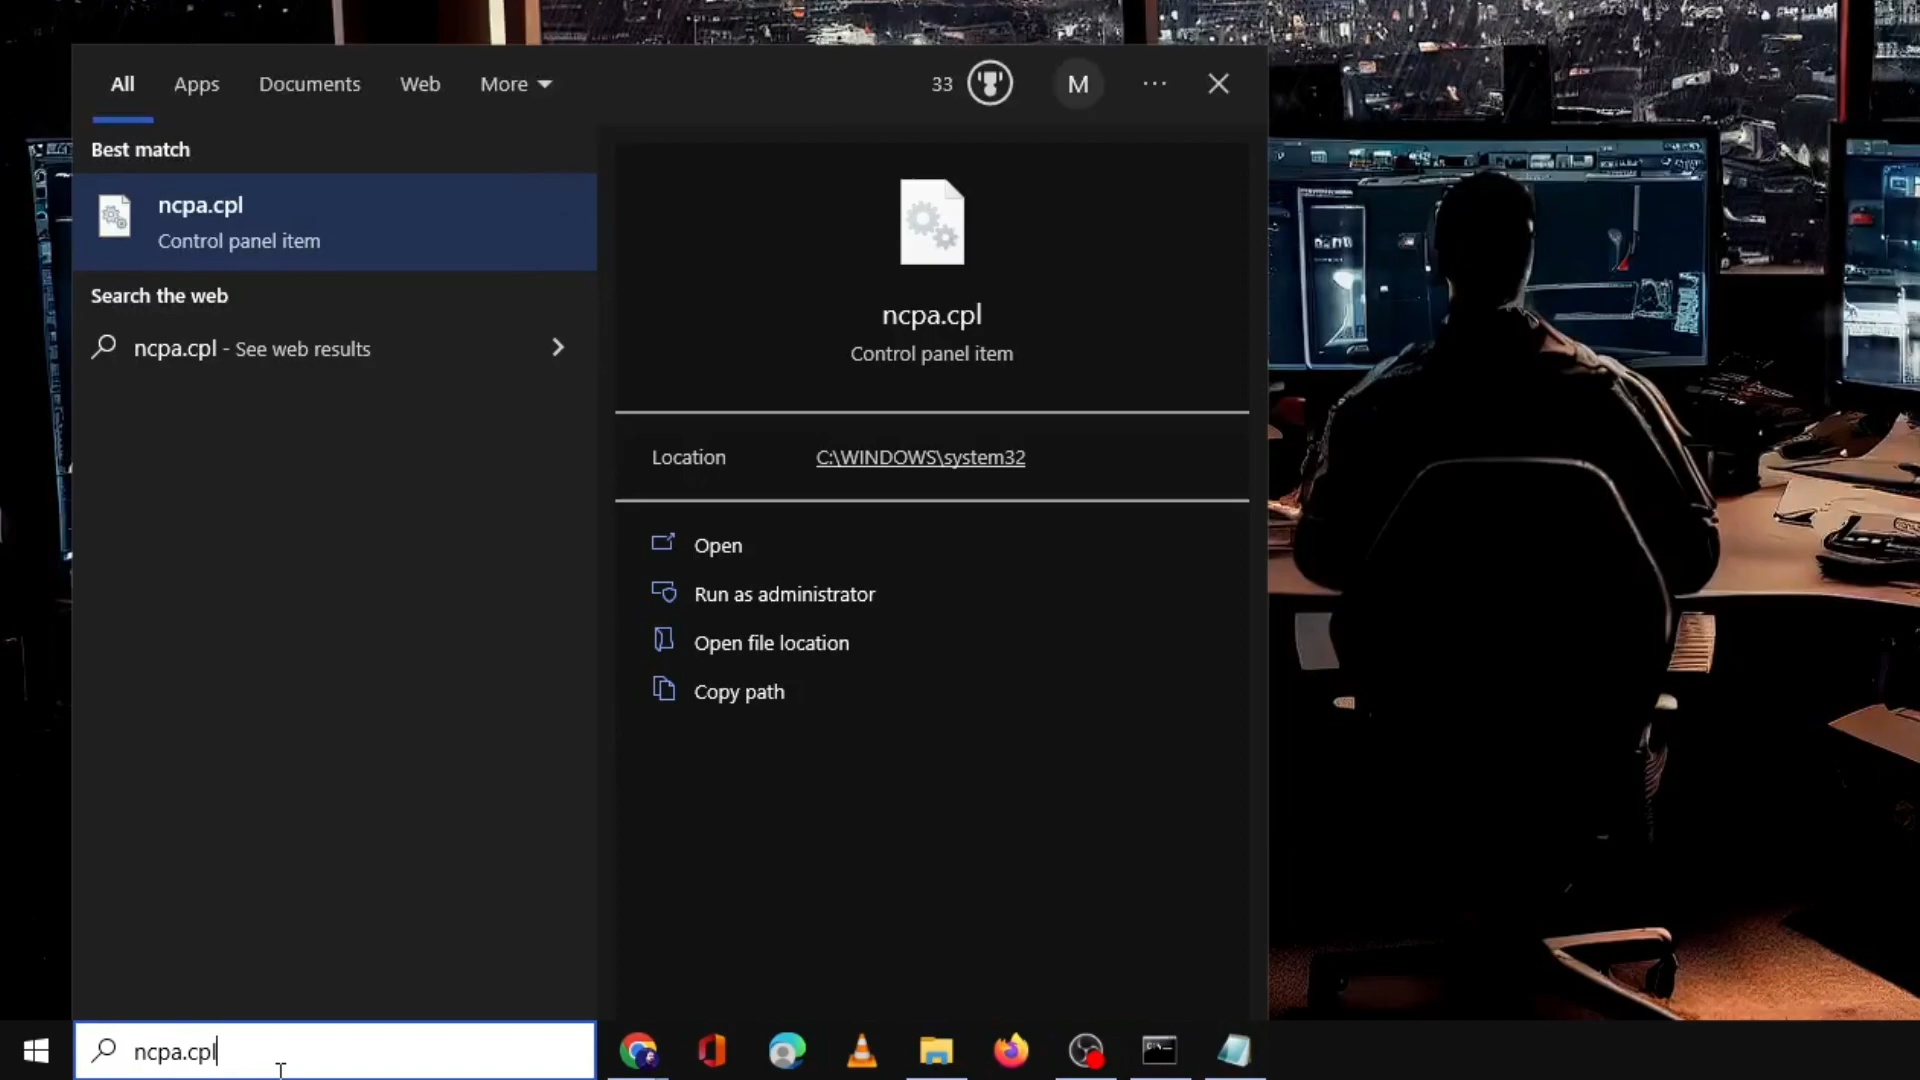 All Apps Documents Web More 33 M
Best match
ncpa.cpl
Control panel item
Search the web
ncpa.cpl - See web results
ncpa.cpl
Control panel item
Location C:\WINDOWS\system32
Open
Run as administrator
Open file location
Copy path
ncpa.cpl